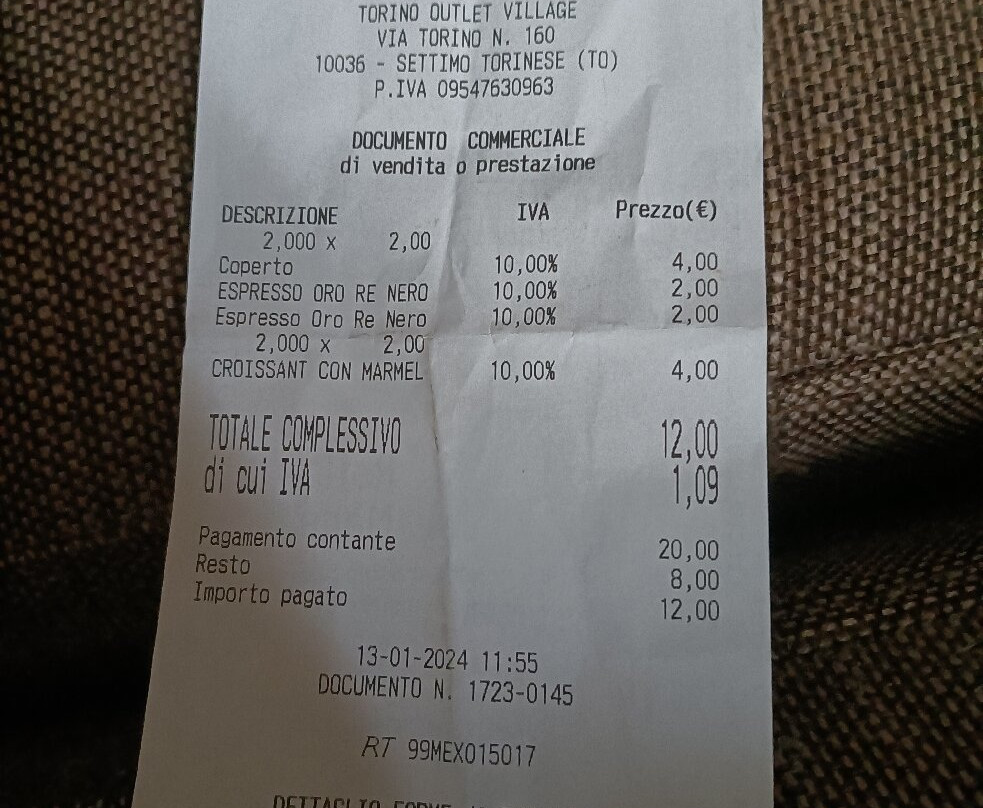 TORINO OUTLET VILLAGE
VIA TORINO N. 160
10036 - SETTIMO TORINESE (TO)
P.IVA 09547630963
DOCUMENTO COMMERCIALE
di vendita o prestazione
DESCRIZIONE IVA Prezzo(€)
2,000 x 2,00
Coperto 10,00% 4,00
ESPRESSO ORO RE NERO 10,00% 2,00
Espresso Oro Re Nero 10,00% 2,00
2,000 x 2,00
CROISSANT CON MARMEL 10,00% 4,00
TOTALE COMPLESSIVO 12,00
di cui IVA 1,09
Pagamento contante 20,00
Resto 8,00
Importo pagato 12,00
13-01-2024 11:55
DOCUMENTO N. 1723-0145
RT 99MEX015017
DETTAGLIO FORME